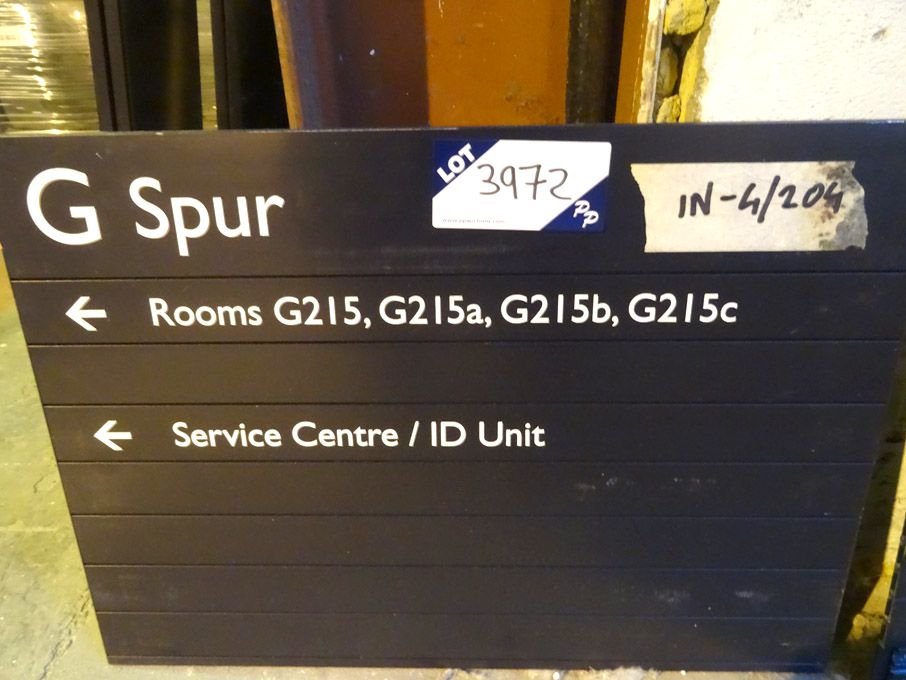 G Spur
LOT
3972
PP
IN-4/204
← Rooms G215, G215a, G215b, G215c
← Service Centre / ID Unit